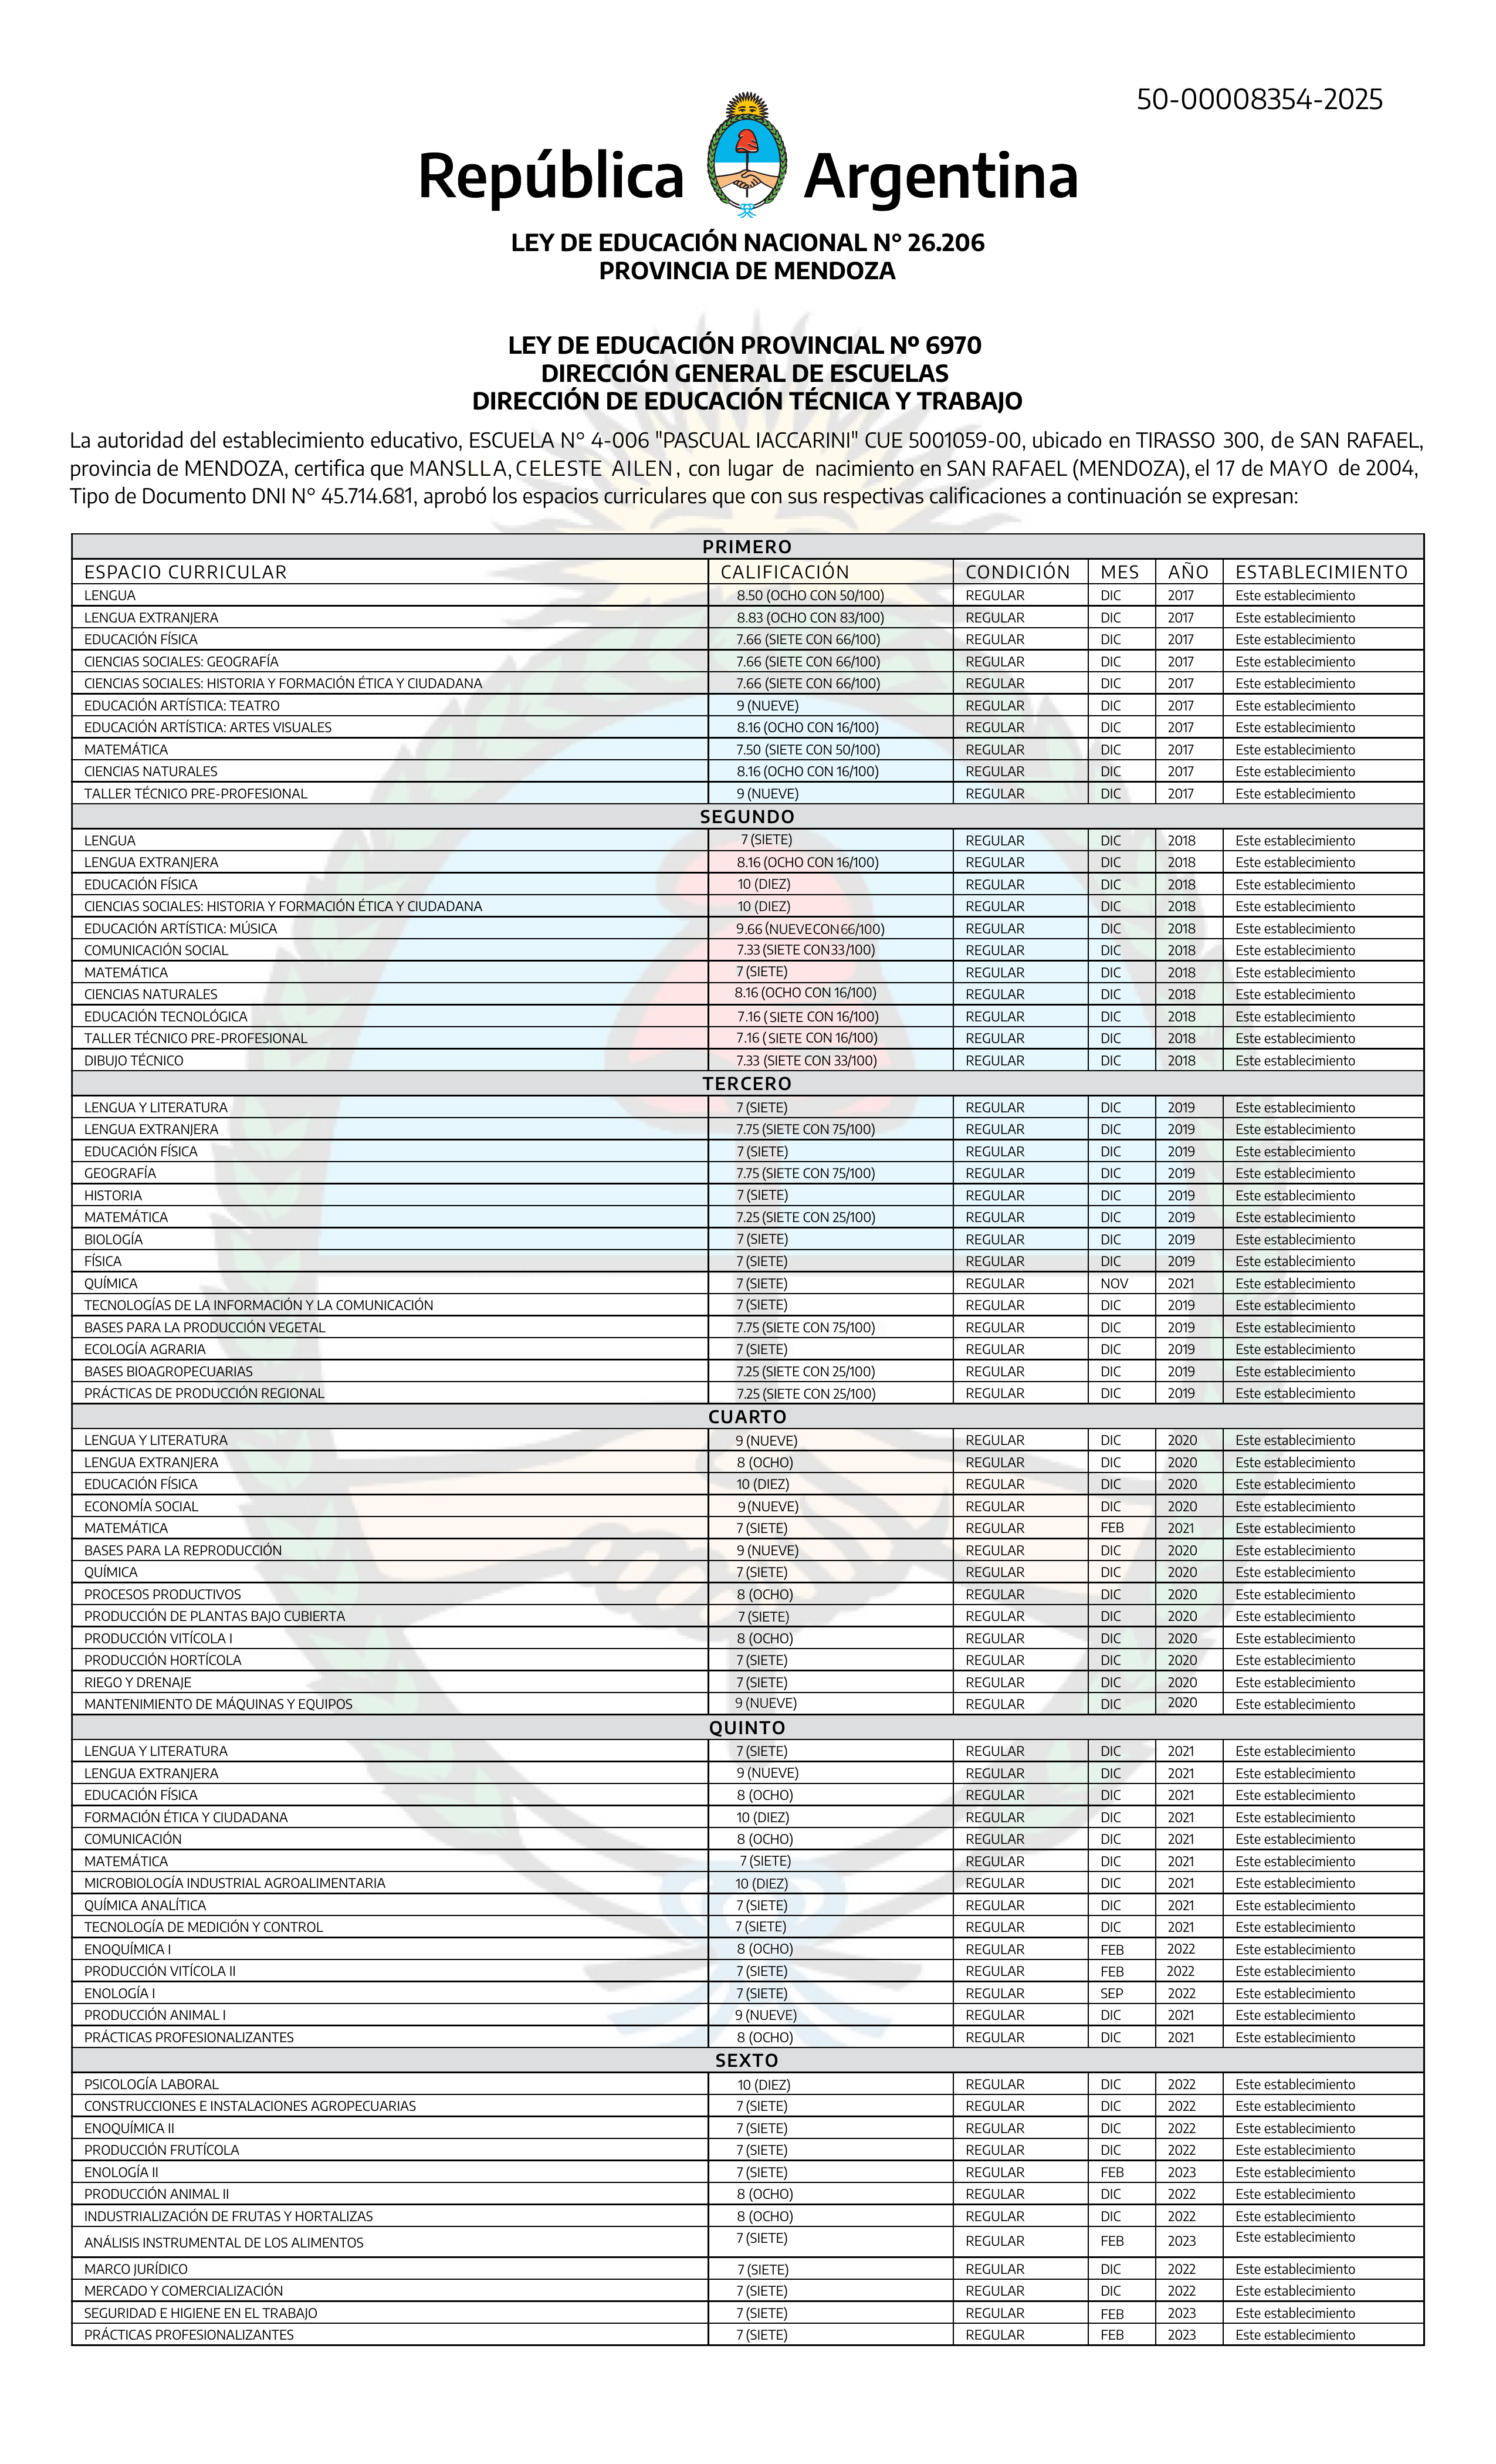 50-00008354-2025
República Argentina
LEY DE EDUCACIÓN NACIONAL N° 26.206
PROVINCIA DE MENDOZA
LEY DE EDUCACIÓN PROVINCIAL Nº 6970
DIRECCIÓN GENERAL DE ESCUELAS
DIRECCIÓN DE EDUCACIÓN TÉCNICA Y TRABAJO
La autoridad del establecimiento educativo, ESCUELA N° 4-006 "PASCUAL IACCARINI" CUE 5001059-00, ubicado en TIRASSO 300, de SAN RAFAEL,
provincia de MENDOZA, certifica que MANSLLA, CELESTE AILEN, con lugar de nacimiento en SAN RAFAEL (MENDOZA), el 17 de MAYO de 2004,
Tipo de Documento DNI N° 45.714.681, aprobó los espacios curriculares que con sus respectivas calificaciones a continuación se expresan:
PRIMERO
ESPACIO CURRICULAR CALIFICACIÓN CONDICIÓN MES AÑO ESTABLECIMIENTO
LENGUA 8.50 (OCHO CON 50/100) REGULAR DIC 2017 Este establecimiento
LENGUA EXTRANJERA 8.83 (OCHO CON 83/100) REGULAR DIC 2017 Este establecimiento
EDUCACIÓN FÍSICA 7.66 (SIETE CON 66/100) REGULAR DIC 2017 Este establecimiento
CIENCIAS SOCIALES: GEOGRAFÍA 7.66 (SIETE CON 66/100) REGULAR DIC 2017 Este establecimiento
CIENCIAS SOCIALES: HISTORIA Y FORMACIÓN ÉTICA Y CIUDADANA 7.66 (SIETE CON 66/100) REGULAR DIC 2017 Este establecimiento
EDUCACIÓN ARTÍSTICA: TEATRO 9 (NUEVE) REGULAR DIC 2017 Este establecimiento
EDUCACIÓN ARTÍSTICA: ARTES VISUALES 8.16 (OCHO CON 16/100) REGULAR DIC 2017 Este establecimiento
MATEMÁTICA 7.50 (SIETE CON 50/100) REGULAR DIC 2017 Este establecimiento
CIENCIAS NATURALES 8.16 (OCHO CON 16/100) REGULAR DIC 2017 Este establecimiento
TALLER TÉCNICO PRE-PROFESIONAL 9 (NUEVE) REGULAR DIC 2017 Este establecimiento
SEGUNDO
LENGUA 7 (SIETE) REGULAR DIC 2018 Este establecimiento
LENGUA EXTRANJERA 8.16 (OCHO CON 16/100) REGULAR DIC 2018 Este establecimiento
EDUCACIÓN FÍSICA 10 (DIEZ) REGULAR DIC 2018 Este establecimiento
CIENCIAS SOCIALES: HISTORIA Y FORMACIÓN ÉTICA Y CIUDADANA 10 (DIEZ) REGULAR DIC 2018 Este establecimiento
EDUCACIÓN ARTÍSTICA: MÚSICA 9.66 (NUEVE CON 66/100) REGULAR DIC 2018 Este establecimiento
COMUNICACIÓN SOCIAL 7.33 (SIETE CON 33/100) REGULAR DIC 2018 Este establecimiento
MATEMÁTICA 7 (SIETE) REGULAR DIC 2018 Este establecimiento
CIENCIAS NATURALES 8.16 (OCHO CON 16/100) REGULAR DIC 2018 Este establecimiento
EDUCACIÓN TECNOLÓGICA 7.16 ( SIETE CON 16/100) REGULAR DIC 2018 Este establecimiento
TALLER TÉCNICO PRE-PROFESIONAL 7.16 ( SIETE CON 16/100) REGULAR DIC 2018 Este establecimiento
DIBUJO TÉCNICO 7.33 (SIETE CON 33/100) REGULAR DIC 2018 Este establecimiento
TERCERO
LENGUA Y LITERATURA 7 (SIETE) REGULAR DIC 2019 Este establecimiento
LENGUA EXTRANJERA 7.75 (SIETE CON 75/100) REGULAR DIC 2019 Este establecimiento
EDUCACIÓN FÍSICA 7 (SIETE) REGULAR DIC 2019 Este establecimiento
GEOGRAFÍA 7.75 (SIETE CON 75/100) REGULAR DIC 2019 Este establecimiento
HISTORIA 7 (SIETE) REGULAR DIC 2019 Este establecimiento
MATEMÁTICA 7.25 (SIETE CON 25/100) REGULAR DIC 2019 Este establecimiento
BIOLOGÍA 7 (SIETE) REGULAR DIC 2019 Este establecimiento
FÍSICA 7 (SIETE) REGULAR DIC 2019 Este establecimiento
QUÍMICA 7 (SIETE) REGULAR NOV 2021 Este establecimiento
TECNOLOGÍAS DE LA INFORMACIÓN Y LA COMUNICACIÓN 7 (SIETE) REGULAR DIC 2019 Este establecimiento
BASES PARA LA PRODUCCIÓN VEGETAL 7.75 (SIETE CON 75/100) REGULAR DIC 2019 Este establecimiento
ECOLOGÍA AGRARIA 7 (SIETE) REGULAR DIC 2019 Este establecimiento
BASES BIOAGROPECUARIAS 7.25 (SIETE CON 25/100) REGULAR DIC 2019 Este establecimiento
PRÁCTICAS DE PRODUCCIÓN REGIONAL 7.25 (SIETE CON 25/100) REGULAR DIC 2019 Este establecimiento
CUARTO
LENGUA Y LITERATURA 9 (NUEVE) REGULAR DIC 2020 Este establecimiento
LENGUA EXTRANJERA 8 (OCHO) REGULAR DIC 2020 Este establecimiento
EDUCACIÓN FÍSICA 10 (DIEZ) REGULAR DIC 2020 Este establecimiento
ECONOMÍA SOCIAL 9 (NUEVE) REGULAR DIC 2020 Este establecimiento
MATEMÁTICA 7 (SIETE) REGULAR FEB 2021 Este establecimiento
BASES PARA LA REPRODUCCIÓN 9 (NUEVE) REGULAR DIC 2020 Este establecimiento
QUÍMICA 7 (SIETE) REGULAR DIC 2020 Este establecimiento
PROCESOS PRODUCTIVOS 8 (OCHO) REGULAR DIC 2020 Este establecimiento
PRODUCCIÓN DE PLANTAS BAJO CUBIERTA 7 (SIETE) REGULAR DIC 2020 Este establecimiento
PRODUCCIÓN VITÍCOLA I 8 (OCHO) REGULAR DIC 2020 Este establecimiento
PRODUCCIÓN HORTÍCOLA 7 (SIETE) REGULAR DIC 2020 Este establecimiento
RIEGO Y DRENAJE 7 (SIETE) REGULAR DIC 2020 Este establecimiento
MANTENIMIENTO DE MÁQUINAS Y EQUIPOS 9 (NUEVE) REGULAR DIC 2020 Este establecimiento
QUINTO
LENGUA Y LITERATURA 7 (SIETE) REGULAR DIC 2021 Este establecimiento
LENGUA EXTRANJERA 9 (NUEVE) REGULAR DIC 2021 Este establecimiento
EDUCACIÓN FÍSICA 8 (OCHO) REGULAR DIC 2021 Este establecimiento
FORMACIÓN ÉTICA Y CIUDADANA 10 (DIEZ) REGULAR DIC 2021 Este establecimiento
COMUNICACIÓN 8 (OCHO) REGULAR DIC 2021 Este establecimiento
MATEMÁTICA 7 (SIETE) REGULAR DIC 2021 Este establecimiento
MICROBIOLOGÍA INDUSTRIAL AGROALIMENTARIA 10 (DIEZ) REGULAR DIC 2021 Este establecimiento
QUÍMICA ANALÍTICA 7 (SIETE) REGULAR DIC 2021 Este establecimiento
TECNOLOGÍA DE MEDICIÓN Y CONTROL 7 (SIETE) REGULAR DIC 2021 Este establecimiento
ENOQUÍMICA I 8 (OCHO) REGULAR FEB 2022 Este establecimiento
PRODUCCIÓN VITÍCOLA II 7 (SIETE) REGULAR FEB 2022 Este establecimiento
ENOLOGÍA I 7 (SIETE) REGULAR SEP 2022 Este establecimiento
PRODUCCIÓN ANIMAL I 9 (NUEVE) REGULAR DIC 2021 Este establecimiento
PRÁCTICAS PROFESIONALIZANTES 8 (OCHO) REGULAR DIC 2021 Este establecimiento
SEXTO
PSICOLOGÍA LABORAL 10 (DIEZ) REGULAR DIC 2022 Este establecimiento
CONSTRUCCIONES E INSTALACIONES AGROPECUARIAS 7 (SIETE) REGULAR DIC 2022 Este establecimiento
ENOQUÍMICA II 7 (SIETE) REGULAR DIC 2022 Este establecimiento
PRODUCCIÓN FRUTÍCOLA 7 (SIETE) REGULAR DIC 2022 Este establecimiento
ENOLOGÍA II 7 (SIETE) REGULAR FEB 2023 Este establecimiento
PRODUCCIÓN ANIMAL II 8 (OCHO) REGULAR DIC 2022 Este establecimiento
INDUSTRIALIZACIÓN DE FRUTAS Y HORTALIZAS 8 (OCHO) REGULAR DIC 2022 Este establecimiento
ANÁLISIS INSTRUMENTAL DE LOS ALIMENTOS 7 (SIETE) REGULAR FEB 2023 Este establecimiento
MARCO JURÍDICO 7 (SIETE) REGULAR DIC 2022 Este establecimiento
MERCADO Y COMERCIALIZACIÓN 7 (SIETE) REGULAR DIC 2022 Este establecimiento
SEGURIDAD E HIGIENE EN EL TRABAJO 7 (SIETE) REGULAR FEB 2023 Este establecimiento
PRÁCTICAS PROFESIONALIZANTES 7 (SIETE) REGULAR FEB 2023 Este establecimiento